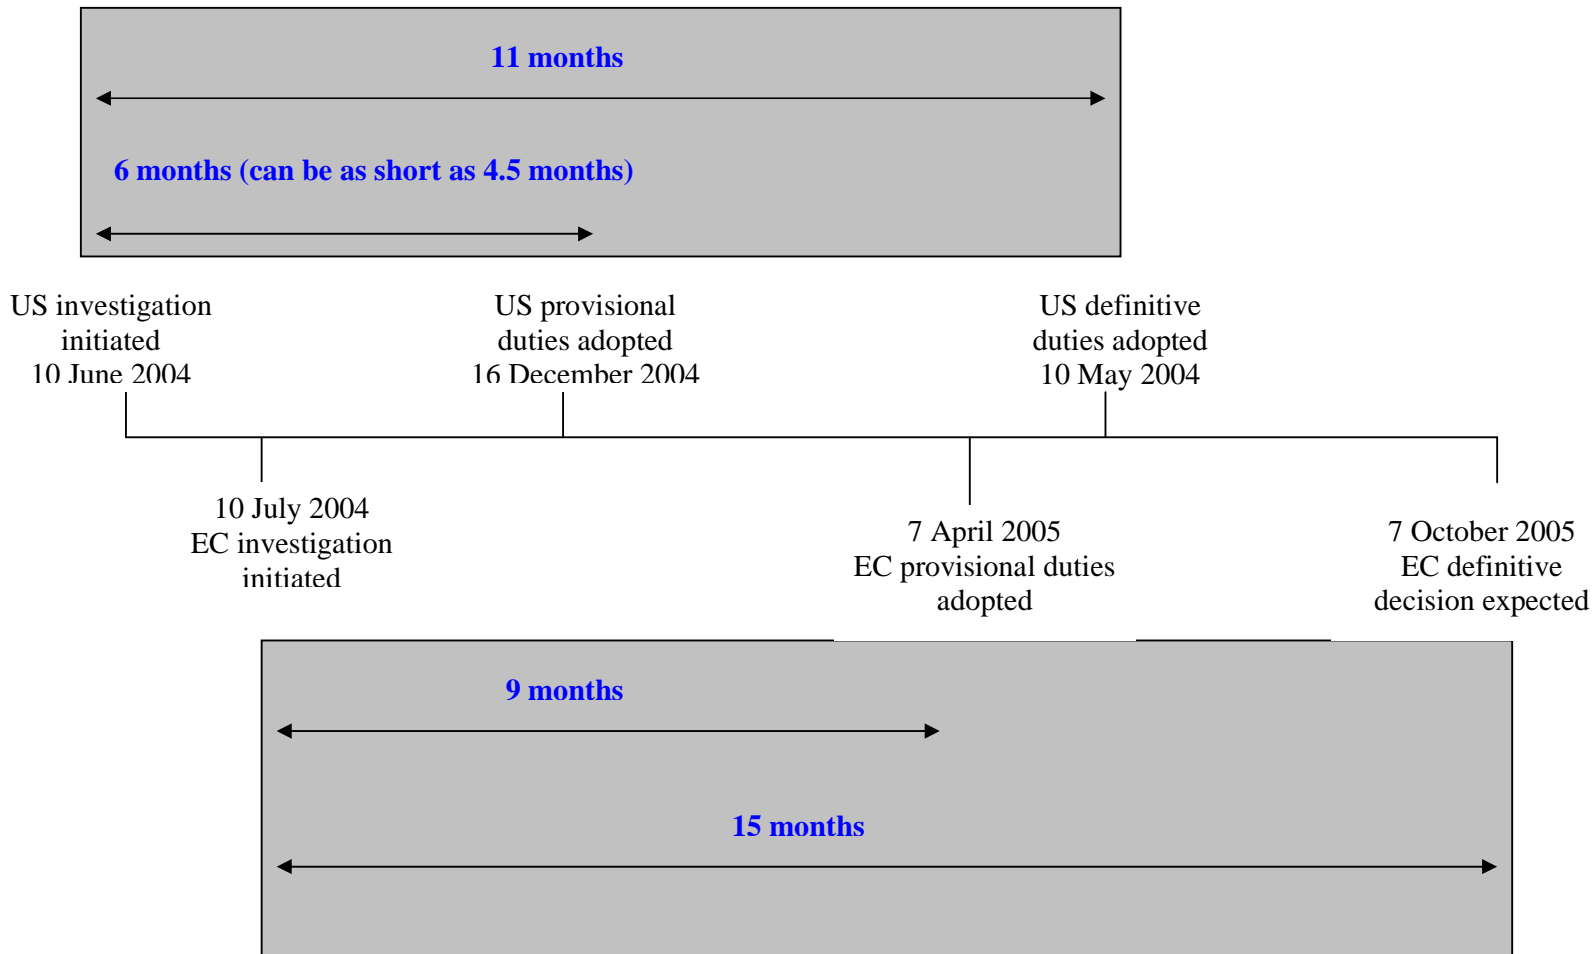 11 months
6 months (can be as short as 4.5 months)
US investigation
initiated
10 June 2004
US provisional
duties adopted
16 December 2004
US definitive
duties adopted
10 May 2004
10 July 2004
EC investigation
initiated
7 April 2005
EC provisional duties
adopted
7 October 2005
EC definitive
decision expected
9 months
15 months